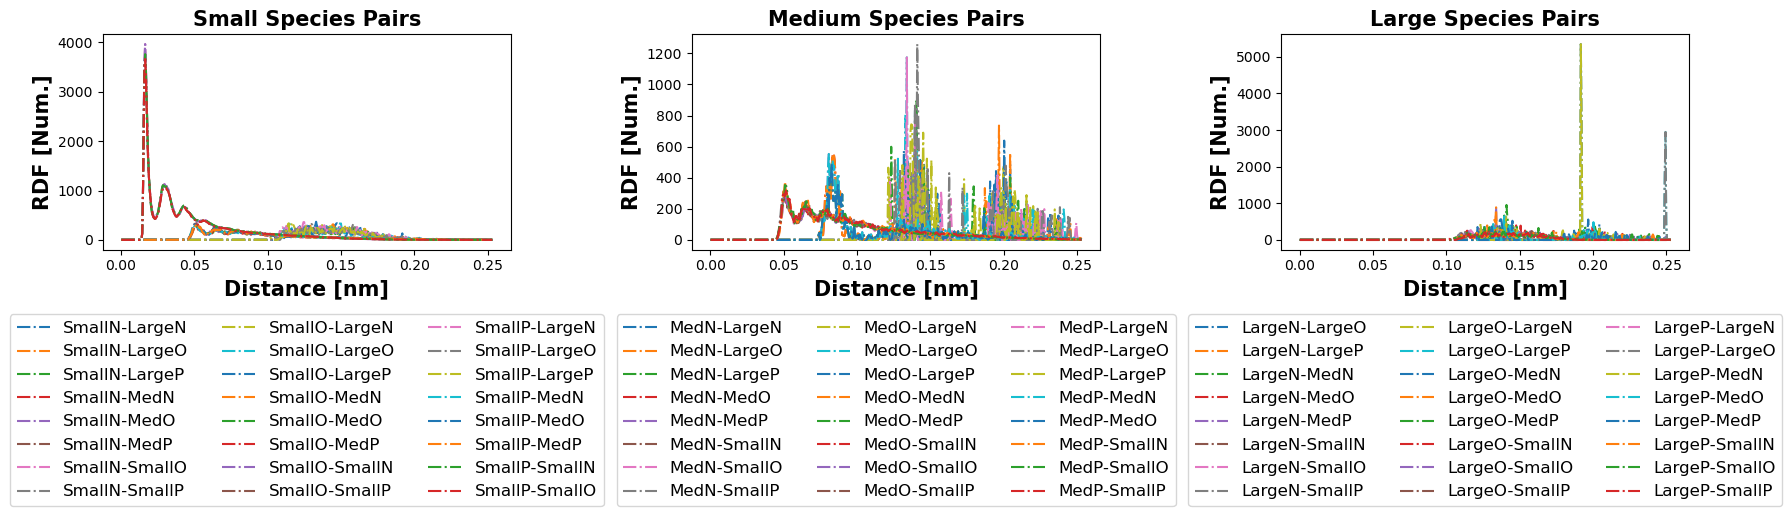 Small Species Pairs
RDF [Num.]
4000
3000
2000
1000
0
0.00 0.05 0.10 0.15 0.20 0.25
Distance [nm]
SmallN-LargeN SmallO-LargeN SmallP-LargeN
SmallN-LargeO SmallO-LargeO SmallP-LargeO
SmallN-LargeP SmallO-LargeP SmallP-LargeP
SmallN-MedN SmallO-MedN SmallP-MedN
SmallN-MedO SmallO-MedO SmallP-MedO
SmallN-MedP SmallO-MedP SmallP-MedP
SmallN-SmallO SmallO-SmallN SmallP-SmallN
SmallN-SmallP SmallO-SmallP SmallP-SmallO
Medium Species Pairs
RDF [Num.]
1200
1000
800
600
400
200
0
0.00 0.05 0.10 0.15 0.20 0.25
Distance [nm]
MedN-LargeN MedO-LargeN MedP-LargeN
MedN-LargeO MedO-LargeO MedP-LargeO
MedN-LargeP MedO-LargeP MedP-LargeP
MedN-MedO MedO-MedN MedP-MedN
MedN-MedP MedO-MedP MedP-MedO
MedN-SmallN MedO-SmallN MedP-SmallN
MedN-SmallO MedO-SmallO MedP-SmallO
MedN-SmallP MedO-SmallP MedP-SmallP
Large Species Pairs
RDF [Num.]
5000
4000
3000
2000
1000
0
0.00 0.05 0.10 0.15 0.20 0.25
Distance [nm]
LargeN-LargeO LargeO-LargeN LargeP-LargeN
LargeN-LargeP LargeO-LargeP LargeP-LargeO
LargeN-MedN LargeO-MedN LargeP-MedN
LargeN-MedO LargeO-MedO LargeP-MedO
LargeN-MedP LargeO-MedP LargeP-MedP
LargeN-SmallN LargeO-SmallN LargeP-SmallN
LargeN-SmallO LargeO-SmallO LargeP-SmallO
LargeN-SmallP LargeO-SmallP LargeP-SmallP